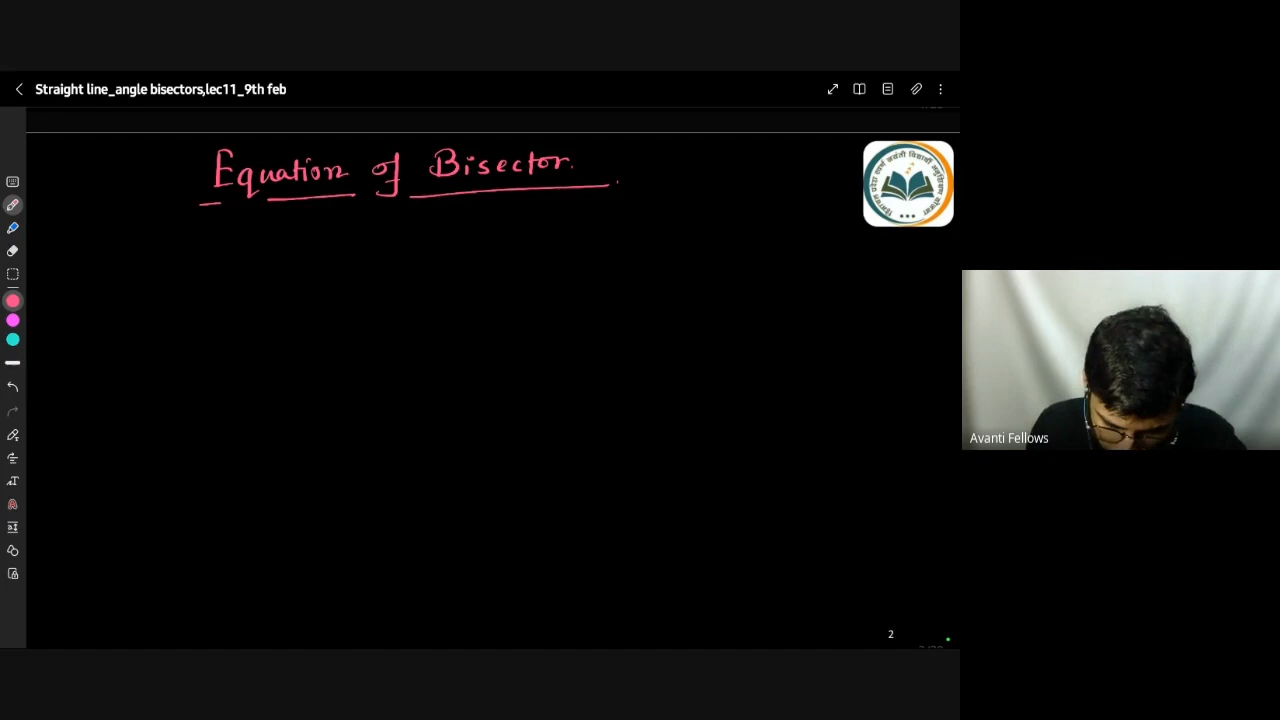 Straight line_angle bisectors,lec11_9th feb
Equation of Bisector.
Avanti Fellows
2